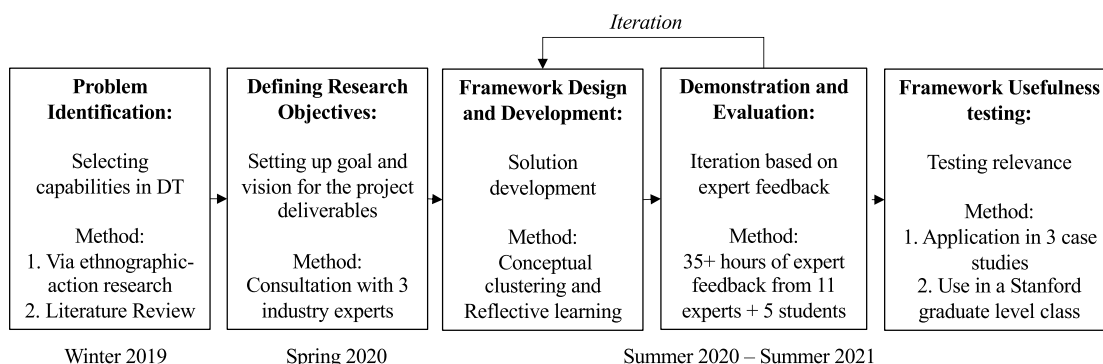 Iteration
Problem
Identification:
Selecting
capabilities in DT
Method:
1. Via ethnographic-
action research
2. Literature Review
Defining Research
Objectives:
Setting up goal and
vision for the project
deliverables
Method:
Consultation with 3
industry experts
Framework Design
and Development:
Solution
development
Method:
Conceptual
clustering and
Reflective learning
Demonstration and
Evaluation:
Iteration based on
expert feedback
Method:
35+ hours of expert
feedback from 11
experts + 5 students
Framework Usefulness
testing:
Testing relevance
Method:
1. Application in 3 case
studies
2. Use in a Stanford
graduate level class
Winter 2019
Spring 2020
Summer 2020 – Summer 2021